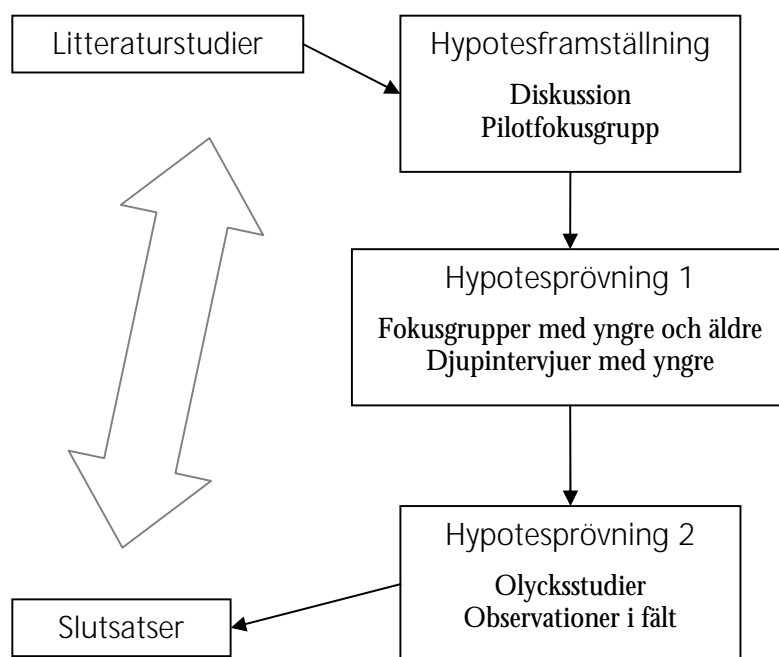 Litteraturstudier
Hypotesframställning
Diskussion
Pilotfokusgrupp
Hypotesprövning 1
Fokusgrupper med yngre och äldre
Djupintervjuer med yngre
Hypotesprövning 2
Olycksstudier
Observationer i fält
Slutsatser